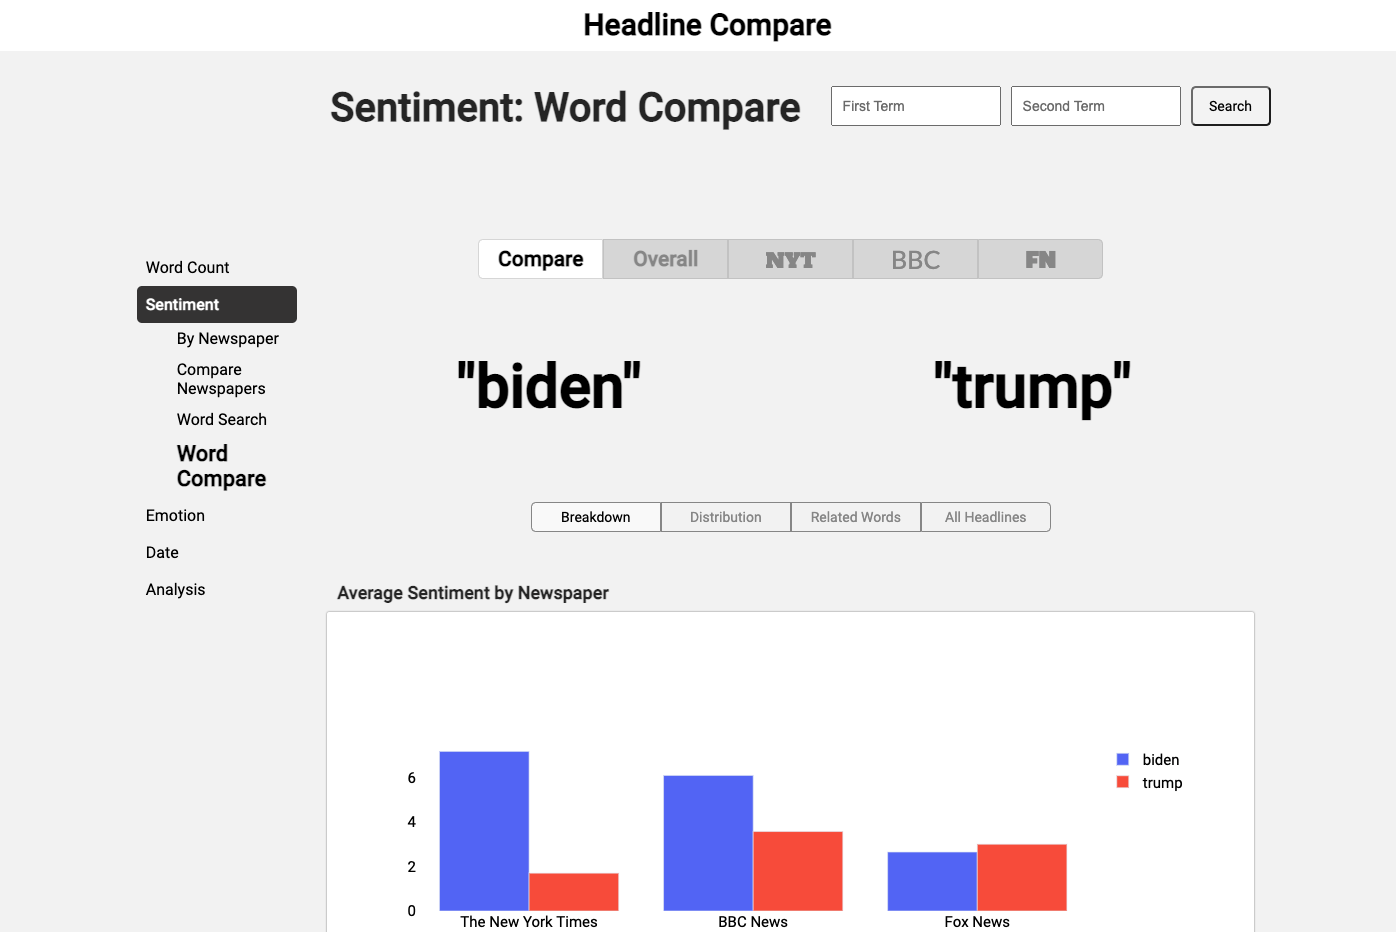 Headline Compare
Sentiment: Word Compare
First Term
Second Term
Search
Compare
Overall
NYT
BBC
FN
Word Count
Sentiment
By Newspaper
Compare
Newspapers
Word Search
Word
Compare
Emotion
Date
Analysis
"biden"
"trump"
Breakdown
Distribution
Related Words
All Headlines
Average Sentiment by Newspaper
6
4
2
0
biden
trump
The New York Times
BBC News
Fox News